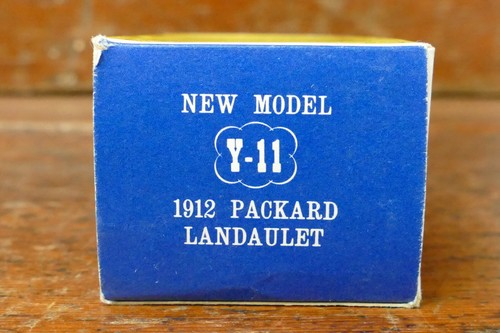 NEW MODEL
Y-11
1912 PACKARD
LANDAULET